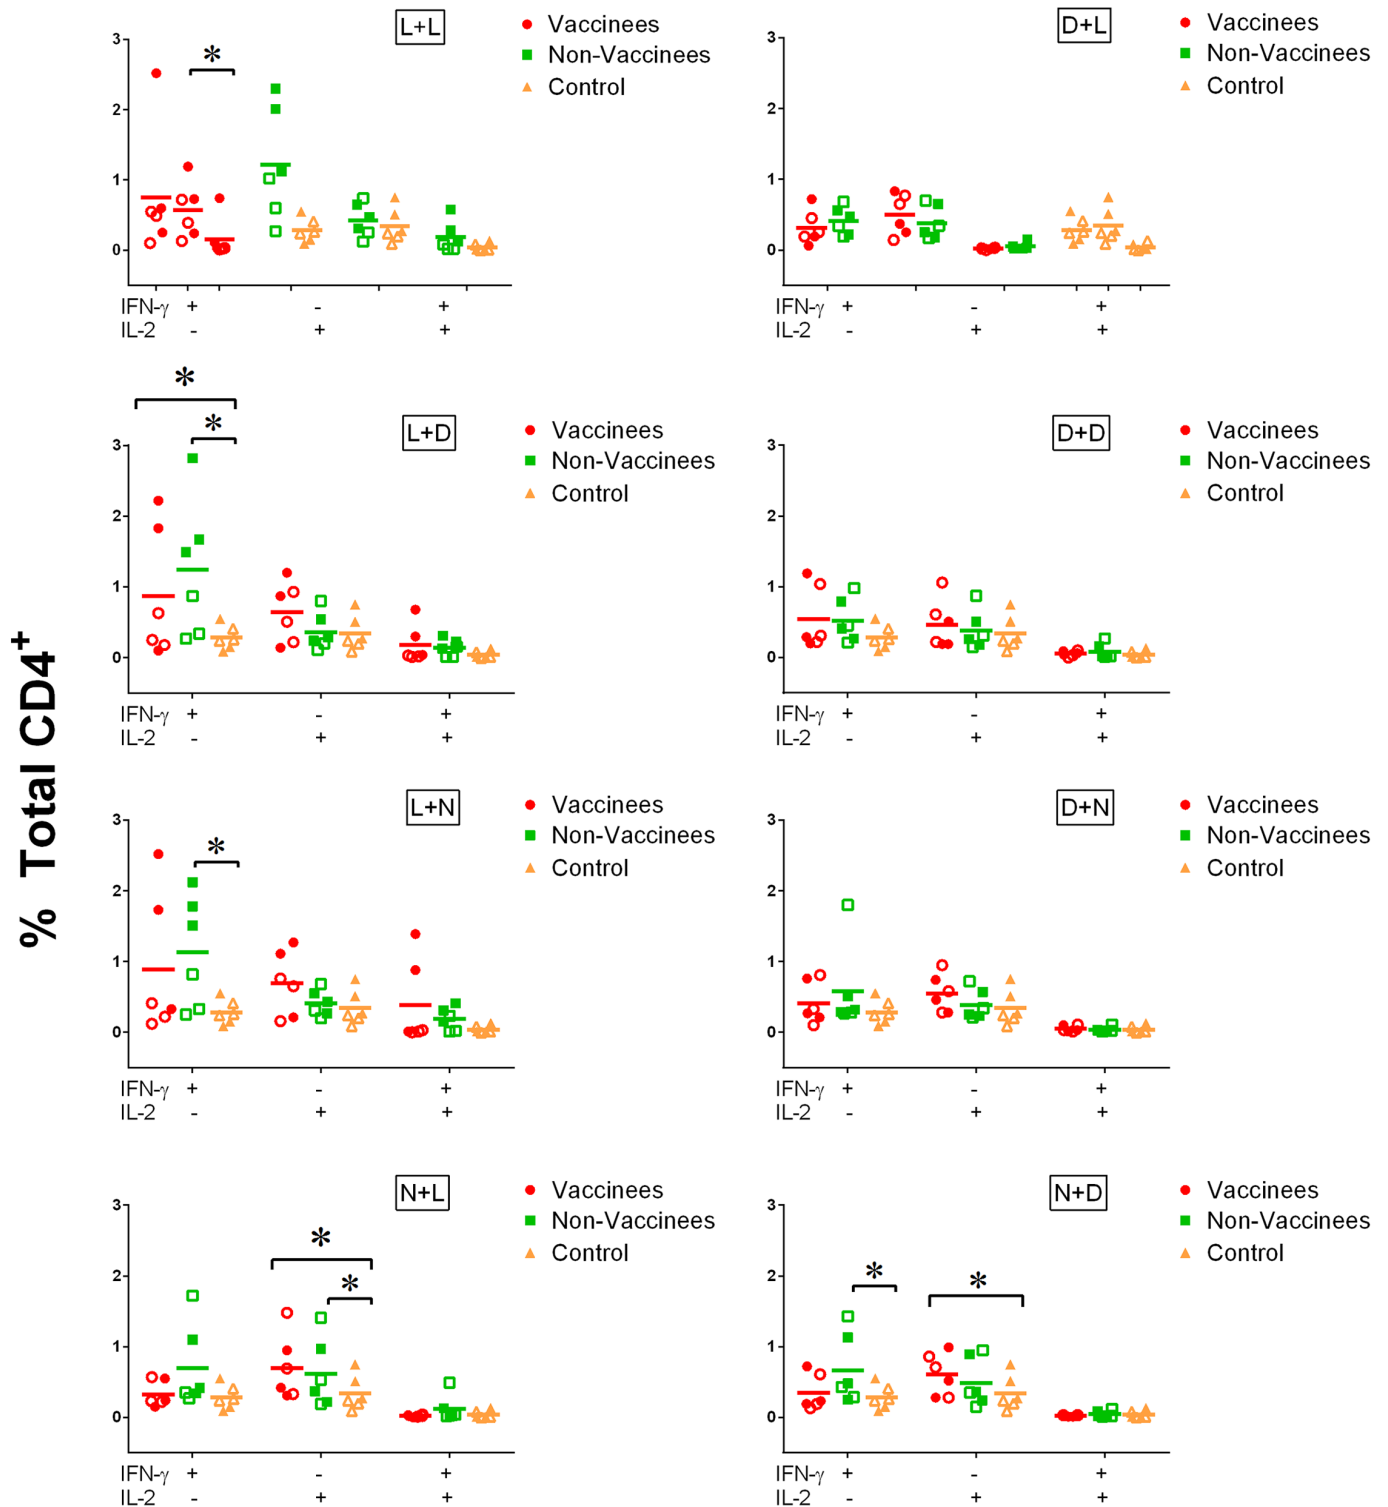 % Total CD4+
L+L
Vaccinees
Non-Vaccinees
Control
*
3
2
1
0
IFN-γ + - +
IL-2 - + +
D+L
Vaccinees
Non-Vaccinees
Control
3
2
1
0
IFN-γ + - +
IL-2 - + +
*
*
L+D
Vaccinees
Non-Vaccinees
Control
3
2
1
0
IFN-γ + - +
IL-2 - + +
D+D
Vaccinees
Non-Vaccinees
Control
3
2
1
0
IFN-γ + - +
IL-2 - + +
L+N
Vaccinees
Non-Vaccinees
Control
*
3
2
1
0
IFN-γ + - +
IL-2 - + +
D+N
Vaccinees
Non-Vaccinees
Control
3
2
1
0
IFN-γ + - +
IL-2 - + +
N+L
Vaccinees
Non-Vaccinees
Control
*
*
3
2
1
0
IFN-γ + - +
IL-2 - + +
N+D
Vaccinees
Non-Vaccinees
Control
*
*
3
2
1
0
IFN-γ + - +
IL-2 - + +